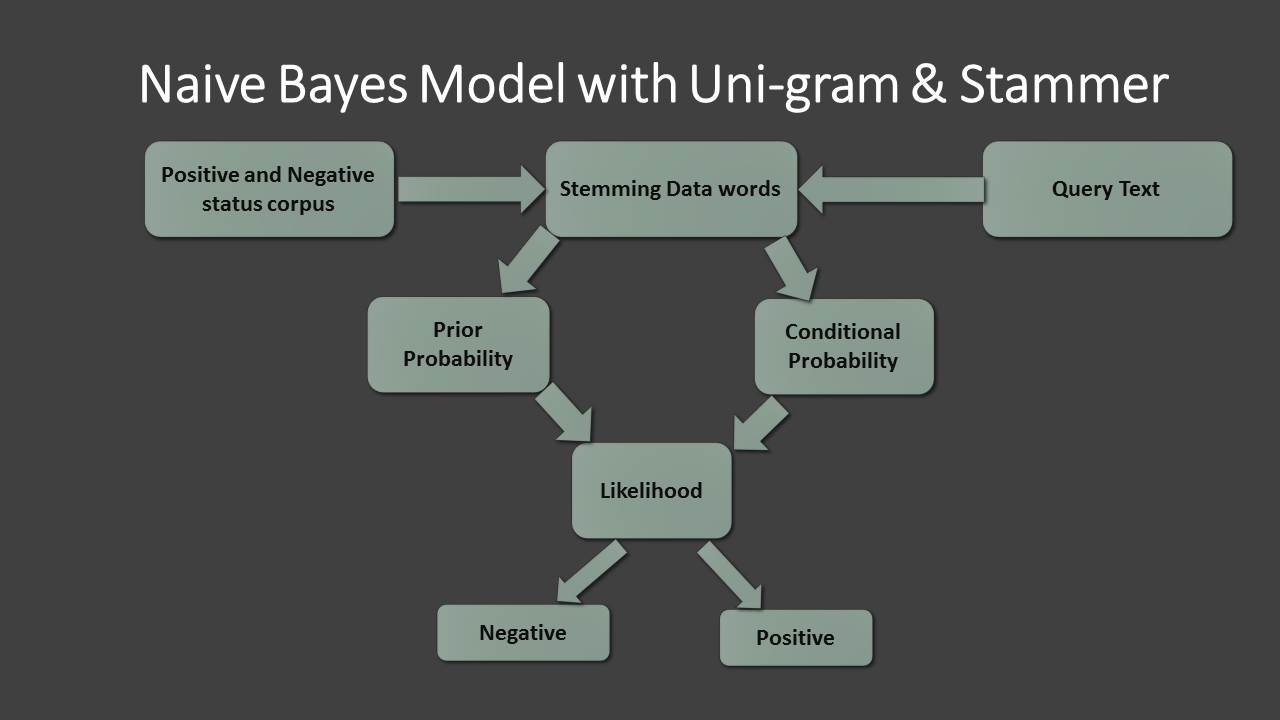 Naive Bayes Model with Uni-gram & Stammer
Positive and Negative
status corpus
Stemming Data words
Query Text
Prior
Probability
Conditional
Probability
Likelihood
Negative
Positive